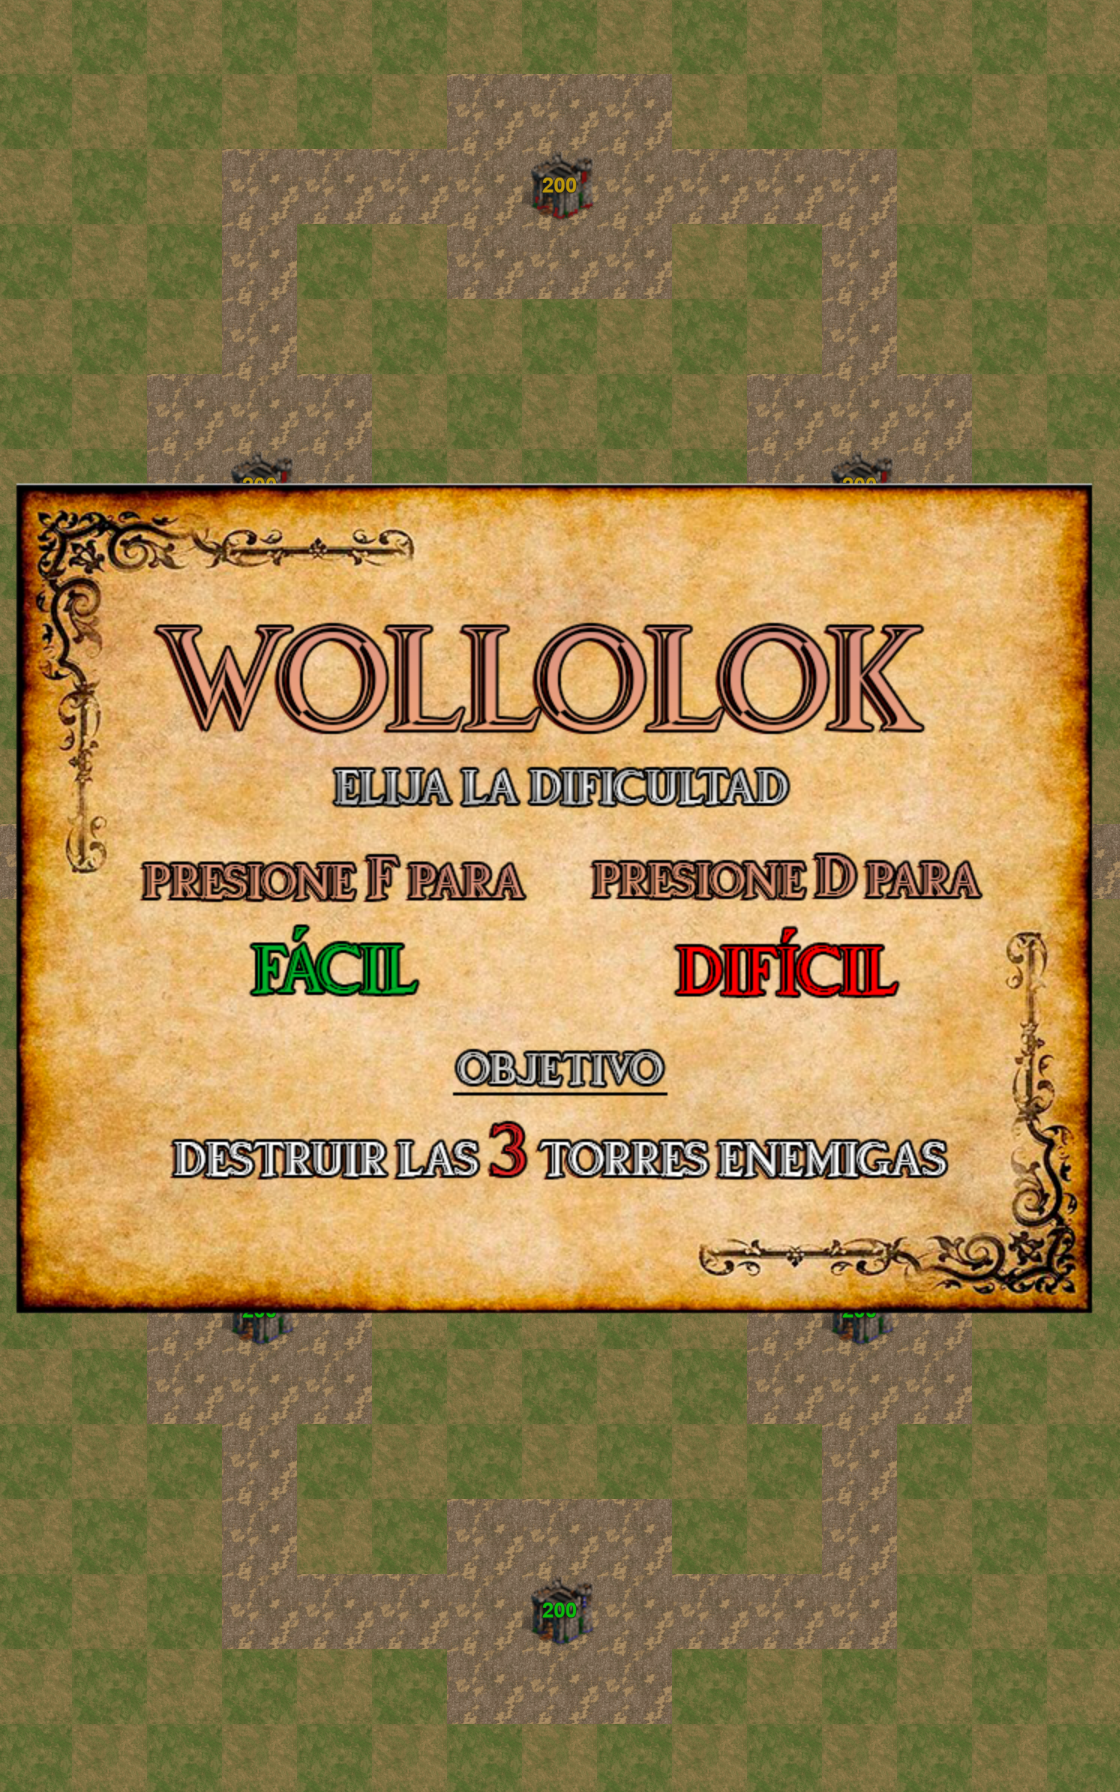 200
200 200
WOLLOLOK
ELIJA LA DIFICULTAD
PRESIONE F PARA PRESIONE D PARA
FÁCIL DIFÍCIL
OBJETIVO
DESTRUIR LAS 3 TORRES ENEMIGAS
200 200
200